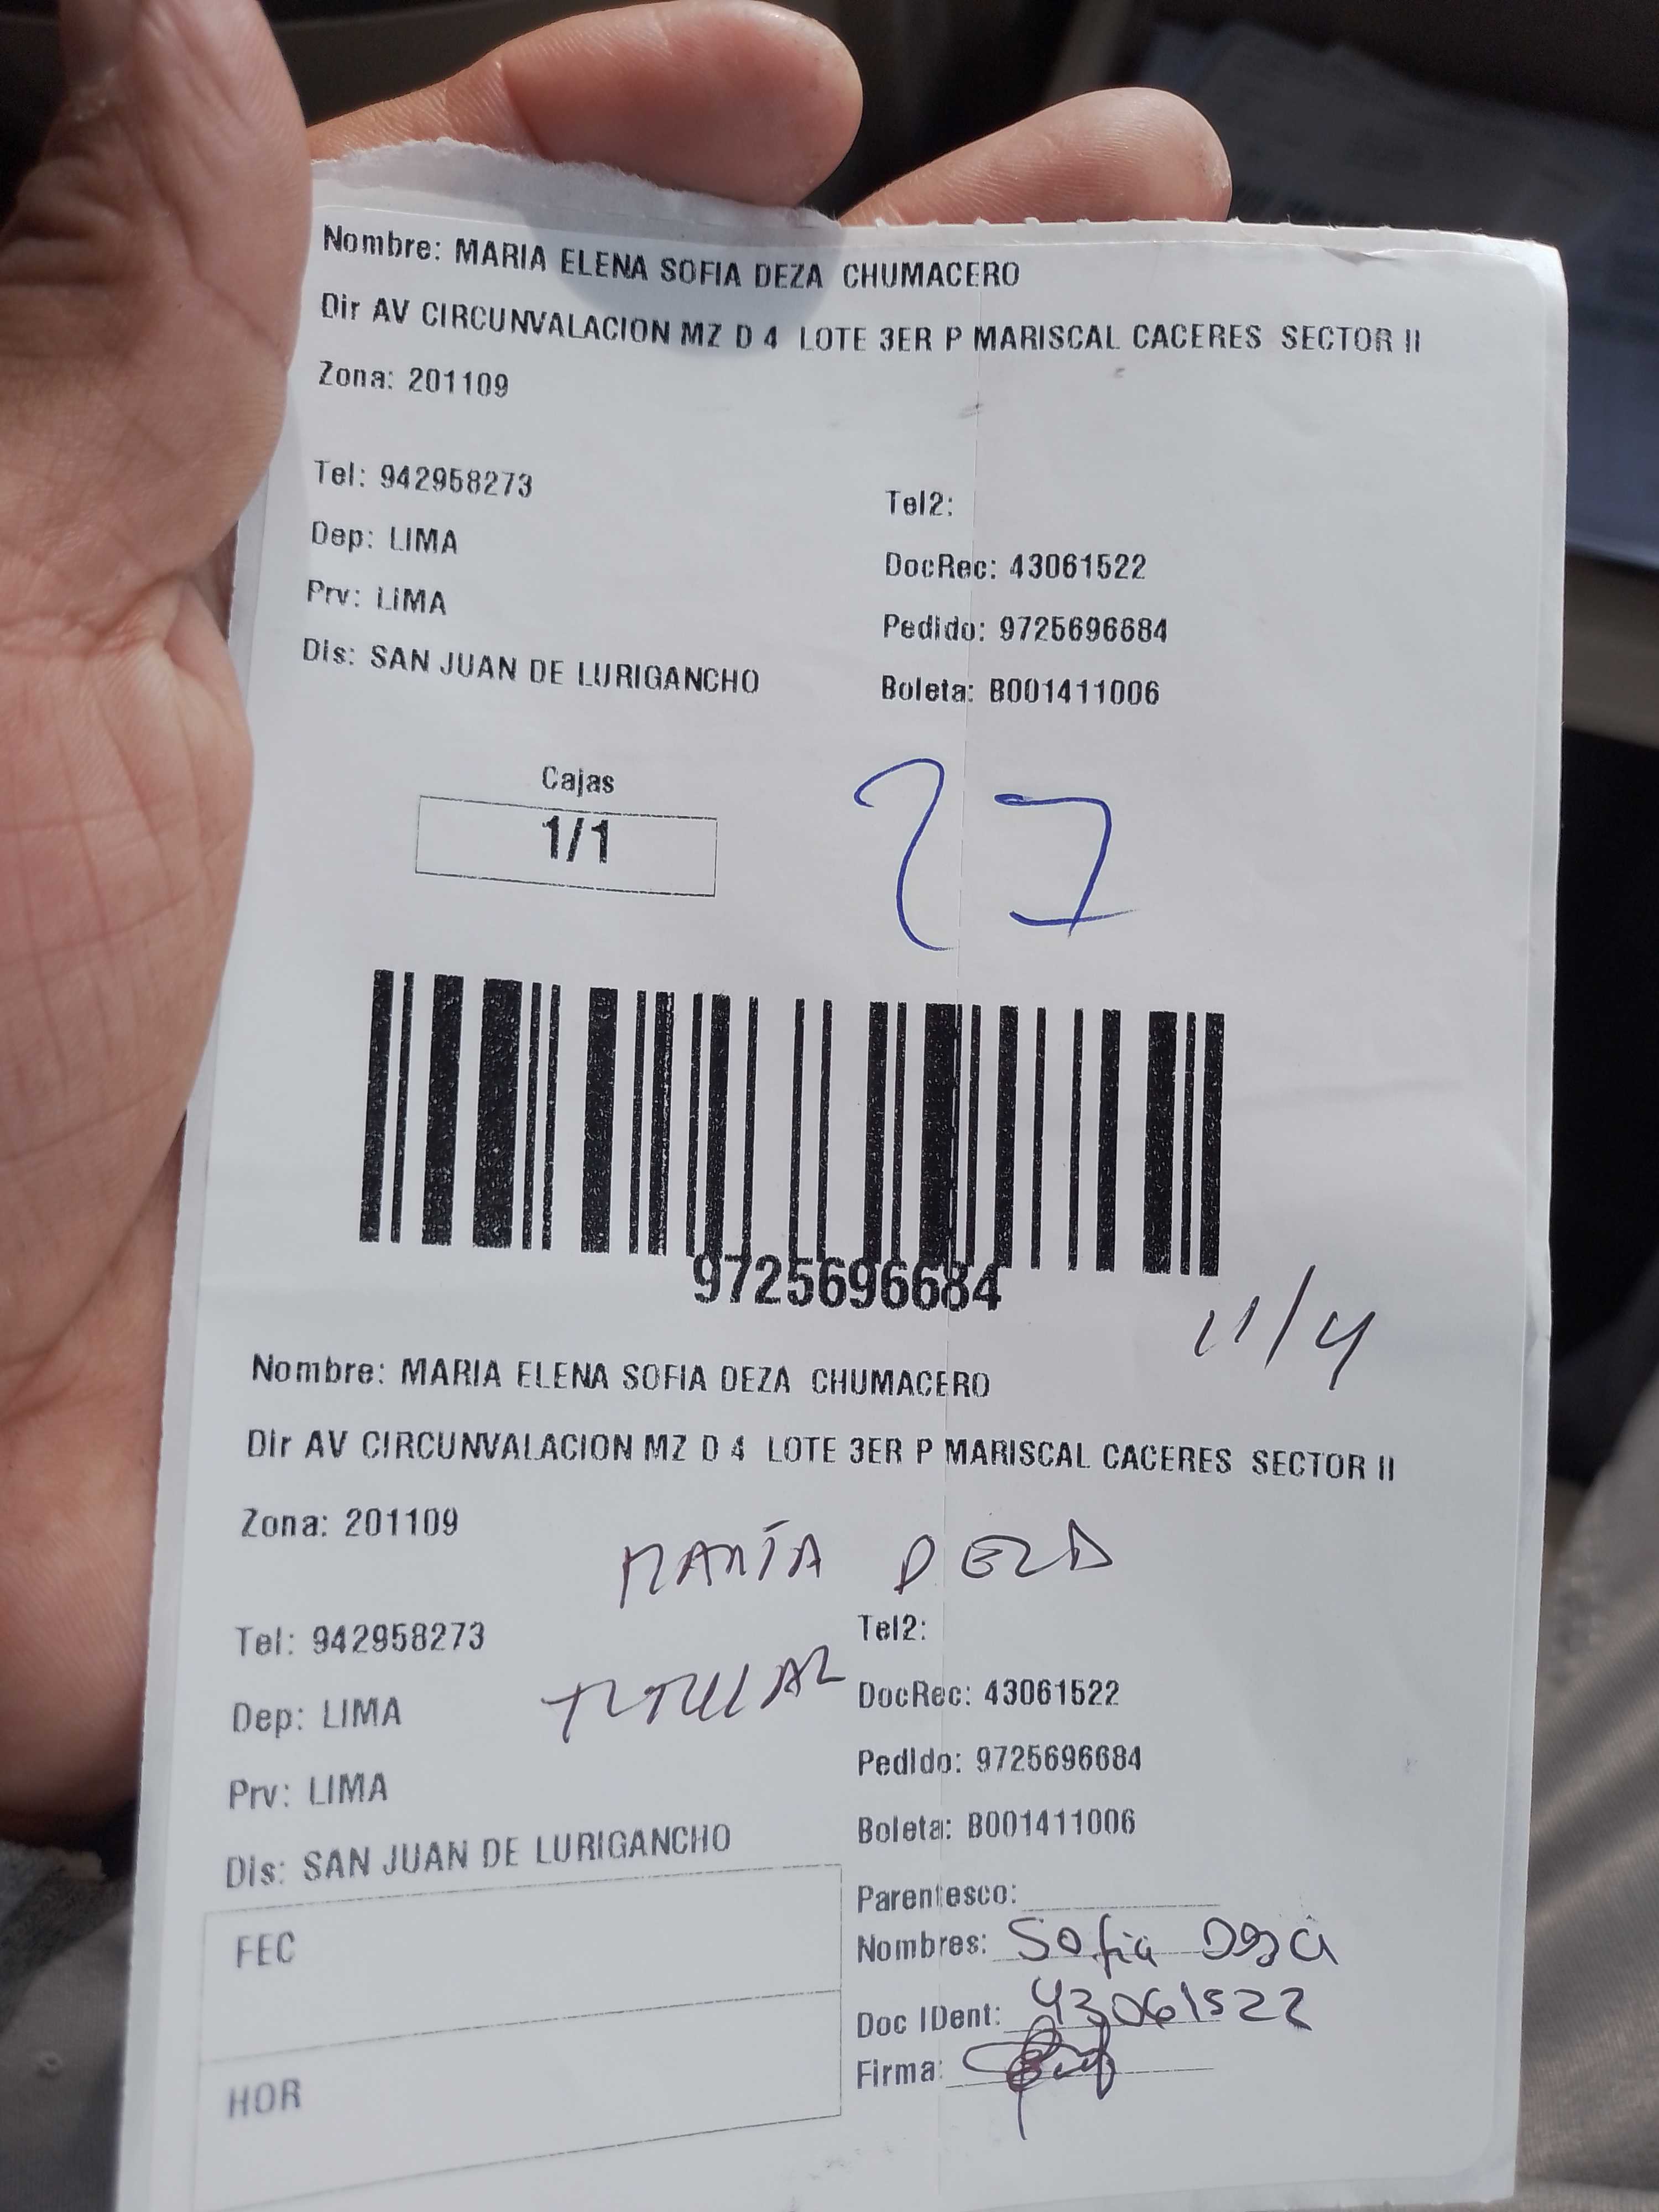 Nombre: MARIA ELENA SOFIA DEZA CHUMACERO
Dir AV CIRCUNVALACION MZ D 4 LOTE 3ER P MARISCAL CACERES SECTOR II
Zona: 201109
Tel: 942958273
Tel2:
Dep: LIMA
DocRec: 43061522
Prv: LIMA
Pedido: 9725696684
Dis: SAN JUAN DE LURIGANCHO
Boleta: B001411006
Cajas
1/1
27
9725696684
11/4
Nombre: MARIA ELENA SOFIA DEZA CHUMACERO
Dir AV CIRCUNVALACION MZ D 4 LOTE 3ER P MARISCAL CACERES SECTOR II
Zona: 201109
MARÍA DEZA
Tel: 942958273
Tel2:
TITULAR
Dep: LIMA
DocRec: 43061522
Prv: LIMA
Pedido: 9725696684
Dis: SAN JUAN DE LURIGANCHO
Boleta: B001411006
FEC
HOR
Parentesco:
Nombres: Sofia Deza
Doc IDent: 43061522
Firma: